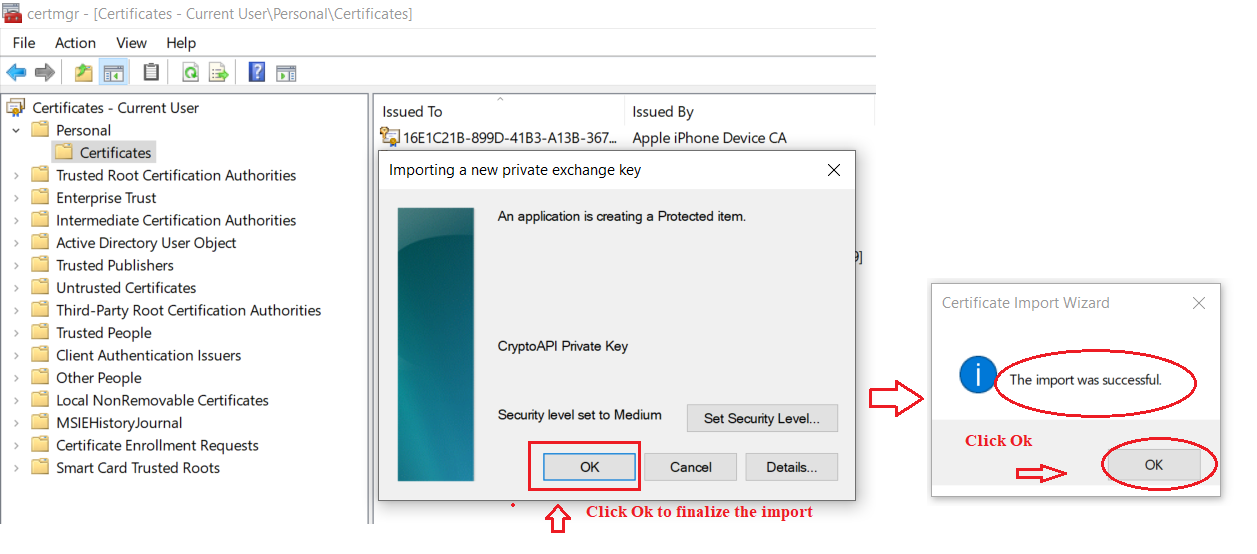 certmgr - [Certificates - Current User\Personal\Certificates]
File Action View Help
Certificates - Current User
Personal
Certificates
Trusted Root Certification Authorities
Enterprise Trust
Intermediate Certification Authorities
Active Directory User Object
Trusted Publishers
Untrusted Certificates
Third-Party Root Certification Authorities
Trusted People
Client Authentication Issuers
Other People
Local NonRemovable Certificates
MSIEHistoryJournal
Certificate Enrollment Requests
Smart Card Trusted Roots
Issued To Issued By
16E1C21B-899D-41B3-A13B-367... Apple iPhone Device CA
Importing a new private exchange key
An application is creating a Protected item.
9]
CryptoAPI Private Key
Security level set to Medium Set Security Level...
OK Cancel Details...
Click Ok to finalize the import
Certificate Import Wizard
The import was successful.
Click Ok
OK